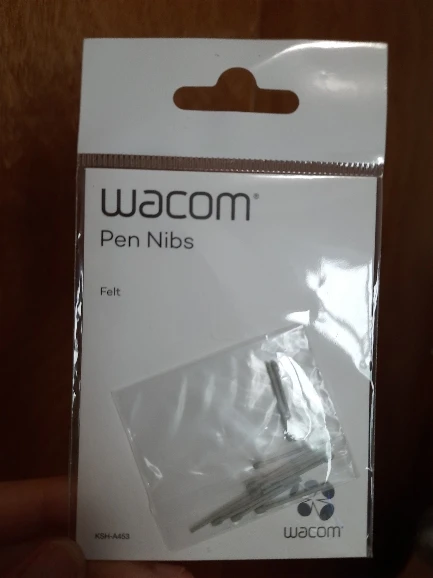 wacom®
Pen Nibs
Felt
KSH-A453
wacom